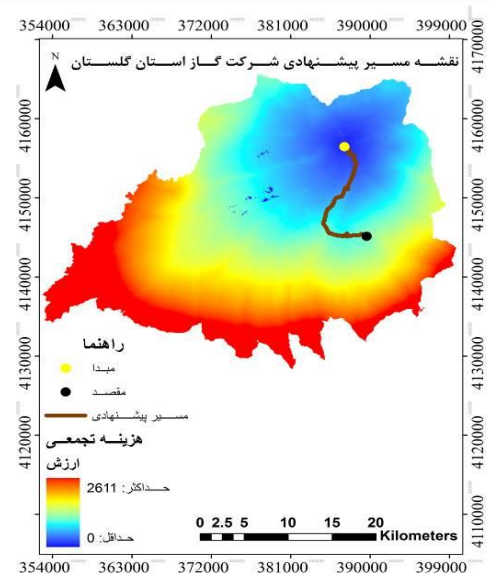 354000 363000 372000 381000 390000 399000
نقشه مسیر پیشنهادی شرکت گاز استان گلستان
N
4170000
4160000 4160000
4150000 4150000
4140000 4140000
4130000 4130000
4120000 4120000
4110000 4110000
راهنما
مبدا
مقصد
مسیر پیشنهادی
هزینه تجمعی
ارزش
حداکثر: 2611
حداقل: 0
0 2.5 5 10 15 20
Kilometers
354000 363000 372000 381000 390000 399000